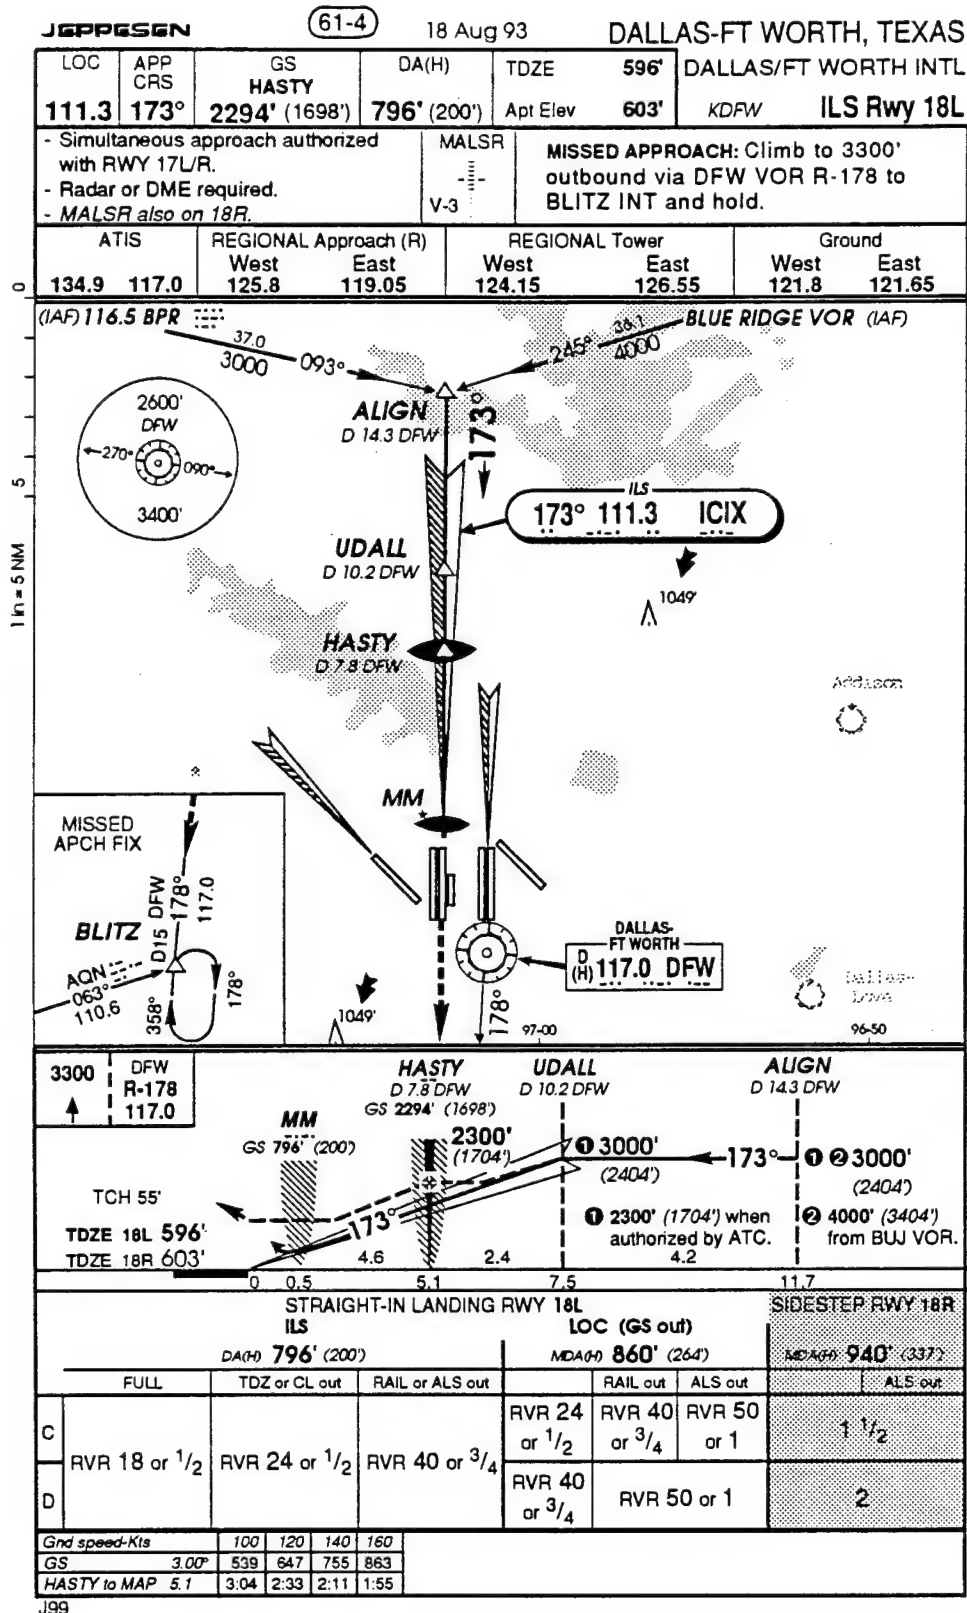 JEPPESEN
61-4
18 Aug 93
DALLAS-FT WORTH, TEXAS
LOC
111.3
APP
CRS
173°
GS
HASTY
2294' (1698')
DA(H)
796' (200')
TDZE 596'
Apt Elev 603'
DALLAS/FT WORTH INTL
KDFW ILS Rwy 18L
- Simultaneous approach authorized
with RWY 17L/R.
- Radar or DME required.
- MALSR also on 18R.
MALSR
V-3
MISSED APPROACH: Climb to 3300'
outbound via DFW VOR R-178 to
BLITZ INT and hold.
ATIS
134.9 117.0
REGIONAL Approach (R)
West East
125.8 119.05
REGIONAL Tower
West East
124.15 126.55
Ground
West East
121.8 121.65
0
5
1 in = 5 NM
(IAF) 116.5 BPR
37.0
3000 093°
BLUE RIDGE VOR (IAF)
36.1
245° 4000
2600'
DFW
270° 090°
3400'
ALIGN
D 14.3 DFW
173°
ILS
173° 111.3 ICIX
UDALL
D 10.2 DFW
1049'
HASTY
D 7.8 DFW
Addison
MM
MISSED
APCH FIX
D15 DFW
178°
117.0
BLITZ
AQN
063°
110.6
358°
178°
DALLAS-
FT WORTH
D
(H) 117.0 DFW
Dallas-
Love
1049'
178°
97-00
96-50
3300
DFW
R-178
117.0
HASTY
D 7.8 DFW
GS 2294' (1698')
UDALL
D 10.2 DFW
ALIGN
D 14.3 DFW
MM
GS 796' (200')
2300'
(1704')
1 3000'
(2404')
173°
1 2 3000'
(2404')
TCH 55'
TDZE 18L 596'
TDZE 18R 603'
173°
1 2300' (1704') when
authorized by ATC.
2 4000' (3404')
from BUJ VOR.
4.6 2.4 4.2
0 0.5 5.1 7.5 11.7
STRAIGHT-IN LANDING RWY 18L
SIDESTEP RWY 18R
ILS
LOC (GS out)
DA(H) 796' (200')
MDA(H) 860' (264')
MDA(H) 940' (337')
FULL
TDZ or CL out
RAIL or ALS out
RAIL out
ALS out
ALS out
C
D
RVR 18 or 1/2
RVR 24 or 1/2
RVR 40 or 3/4
RVR 24
or 1/2
RVR 40
or 3/4
RVR 50
or 1
1 1/2
RVR 40
or 3/4
RVR 50 or 1
2
Gnd speed-Kts 100 120 140 160
GS 3.00° 539 647 755 863
HASTY to MAP 5.1 3:04 2:33 2:11 1:55
J99